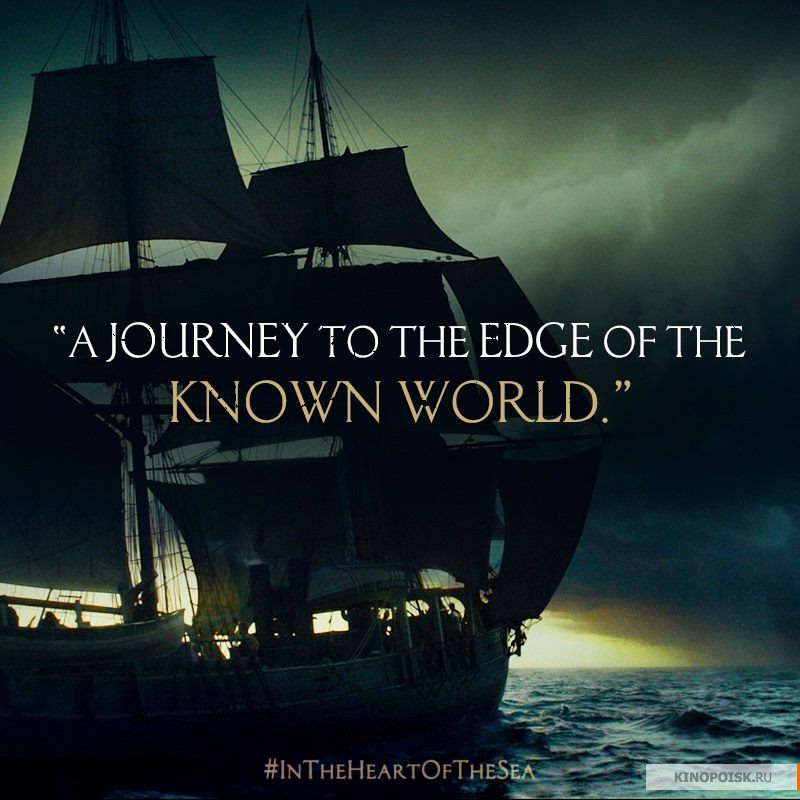 “A JOURNEY TO THE EDGE OF THE
KNOWN WORLD.”
#INTHEHEARTOFTHESEA
KINOPOISK.RU